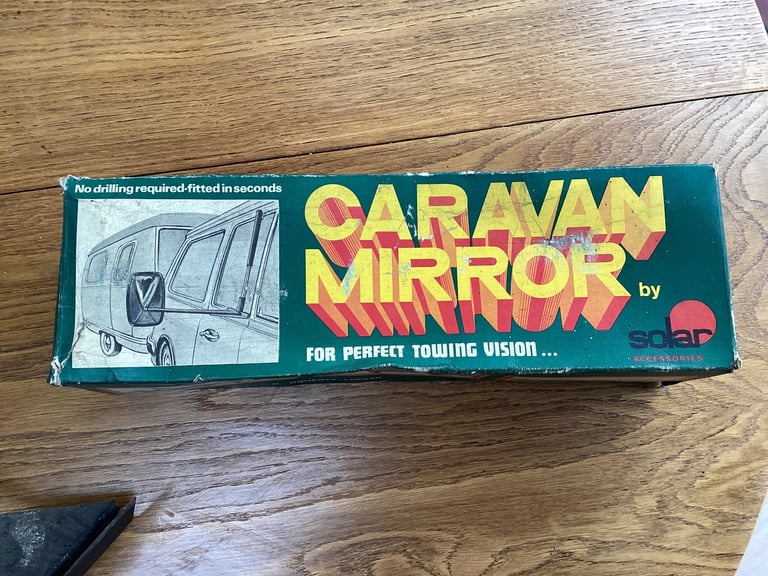 No drilling required-fitted in seconds
CARAVAN
MIRROR
by
solar
ACCESSORIES
FOR PERFECT TOWING VISION ...